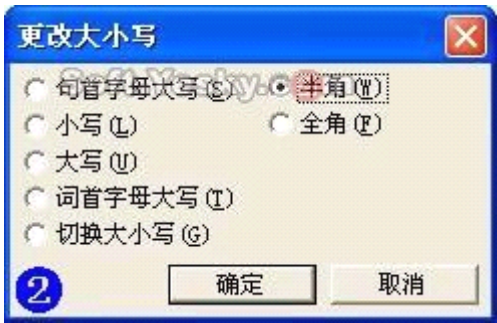 更改大小写
句首字母大写(S)
半角(W)
小写(L)
全角(F)
大写(U)
词首字母大写(T)
切换大小写(G)
确定
取消
2